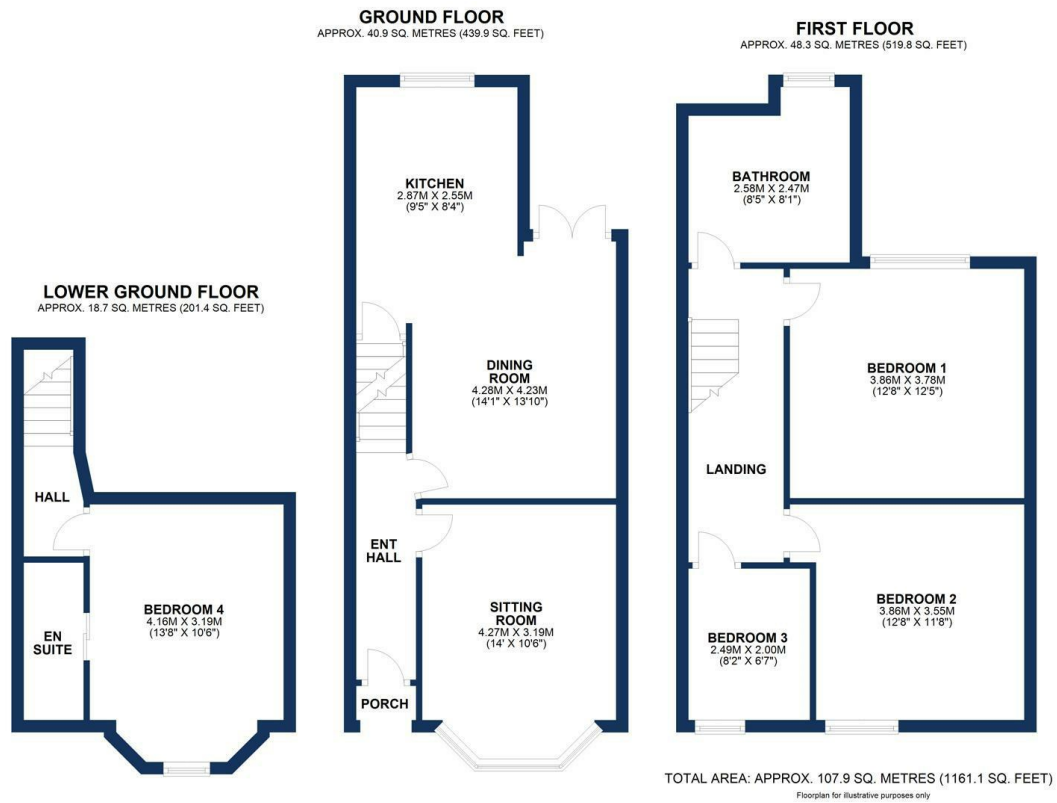 GROUND FLOOR
APPROX. 40.9 SQ. METRES (439.9 SQ. FEET)
KITCHEN
2.87M X 2.55M
(9'5" X 8'4")
DINING
ROOM
4.28M X 4.23M
(14'1" X 13'10")
ENT
HALL
SITTING
ROOM
4.27M X 3.19M
(14' X 10'6")
PORCH
FIRST FLOOR
APPROX. 48.3 SQ. METRES (519.8 SQ. FEET)
BATHROOM
2.58M X 2.47M
(8'5" X 8'1")
BEDROOM 1
3.86M X 3.78M
(12'8" X 12'5")
LANDING
BEDROOM 2
3.86M X 3.55M
(12'8" X 11'8")
BEDROOM 3
2.49M X 2.00M
(8'2" X 6'7")
LOWER GROUND FLOOR
APPROX. 18.7 SQ. METRES (201.4 SQ. FEET)
HALL
BEDROOM 4
4.16M X 3.19M
(13'8" X 10'6")
EN
SUITE
TOTAL AREA: APPROX. 107.9 SQ. METRES (1161.1 SQ. FEET)
Floorplan for illustrative purposes only